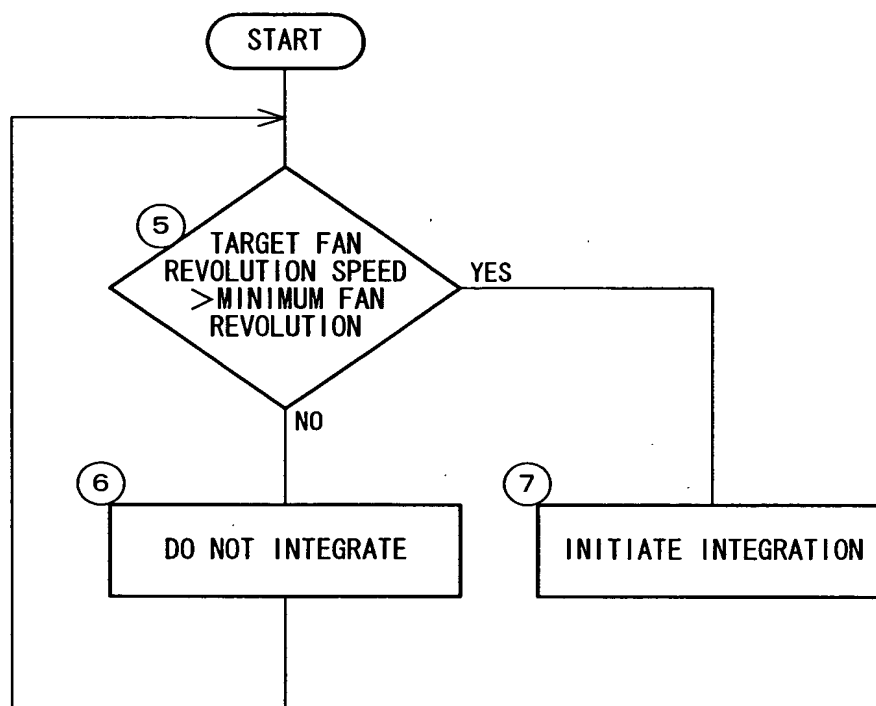 START
5
TARGET FAN
REVOLUTION SPEED
>MINIMUM FAN
REVOLUTION
YES
NO
6
DO NOT INTEGRATE
7
INITIATE INTEGRATION